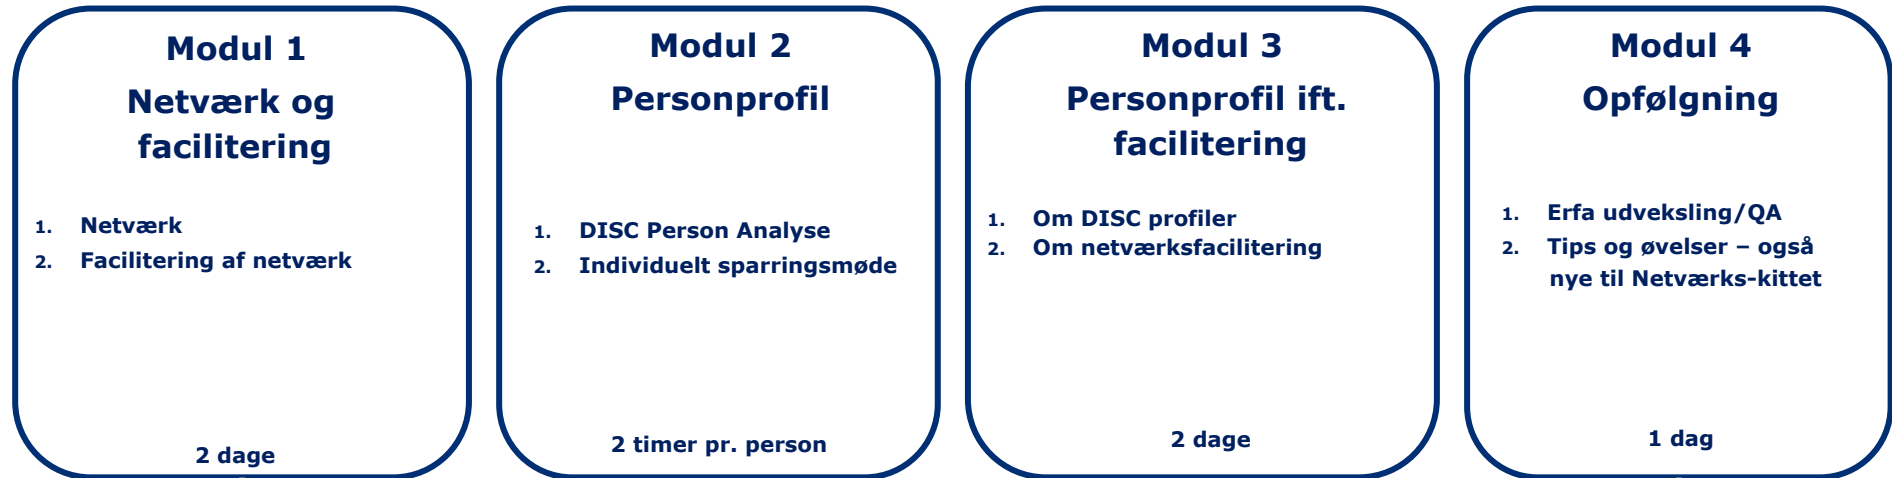 Modul 1
Netværk og
facilitering
1. Netværk
2. Facilitering af netværk
2 dage
Modul 2
Personprofil
1. DISC Person Analyse
2. Individuelt sparringsmøde
2 timer pr. person
Modul 3
Personprofil ift.
facilitering
1. Om DISC profiler
2. Om netværksfacilitering
2 dage
Modul 4
Opfølgning
1. Erfa udveksling/QA
2. Tips og øvelser – også
nye til Netværks-kittet
1 dag